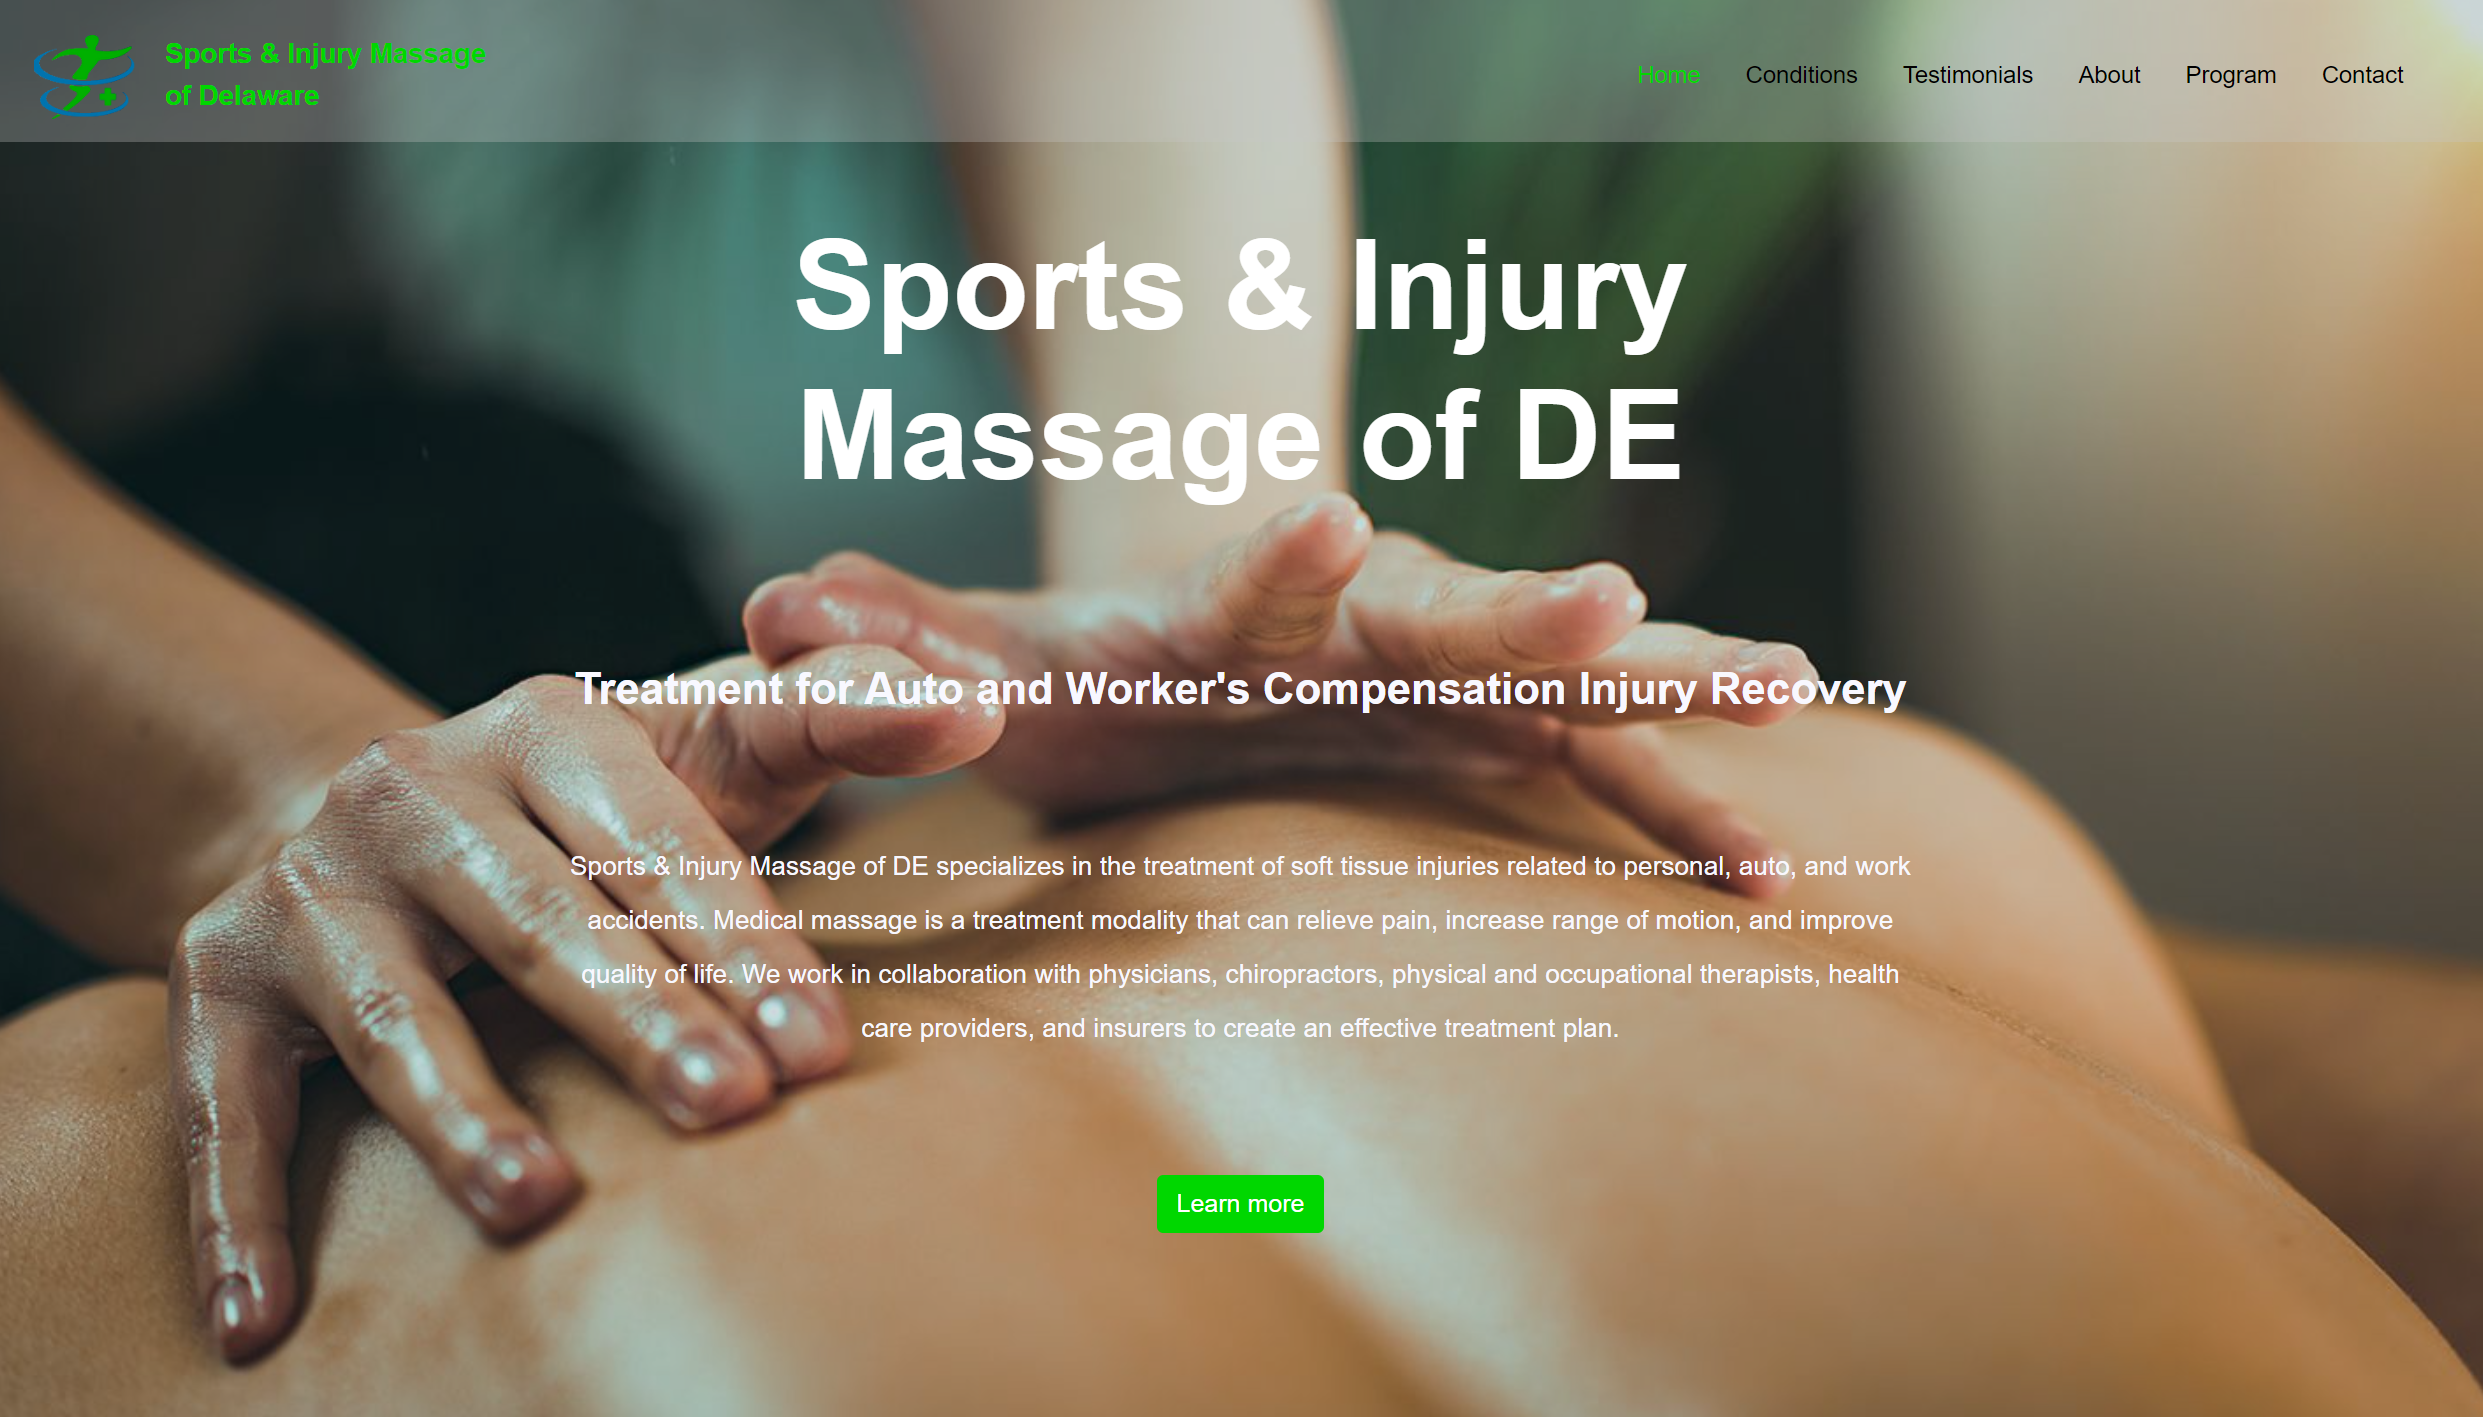 Sports & Injury Massage
of Delaware
Home
Conditions
Testimonials
About
Program
Contact
Sports & Injury
Massage of DE
Treatment for Auto and Worker's Compensation Injury Recovery
Sports & Injury Massage of DE specializes in the treatment of soft tissue injuries related to personal, auto, and work
accidents. Medical massage is a treatment modality that can relieve pain, increase range of motion, and improve
quality of life. We work in collaboration with physicians, chiropractors, physical and occupational therapists, health
care providers, and insurers to create an effective treatment plan.
Learn more